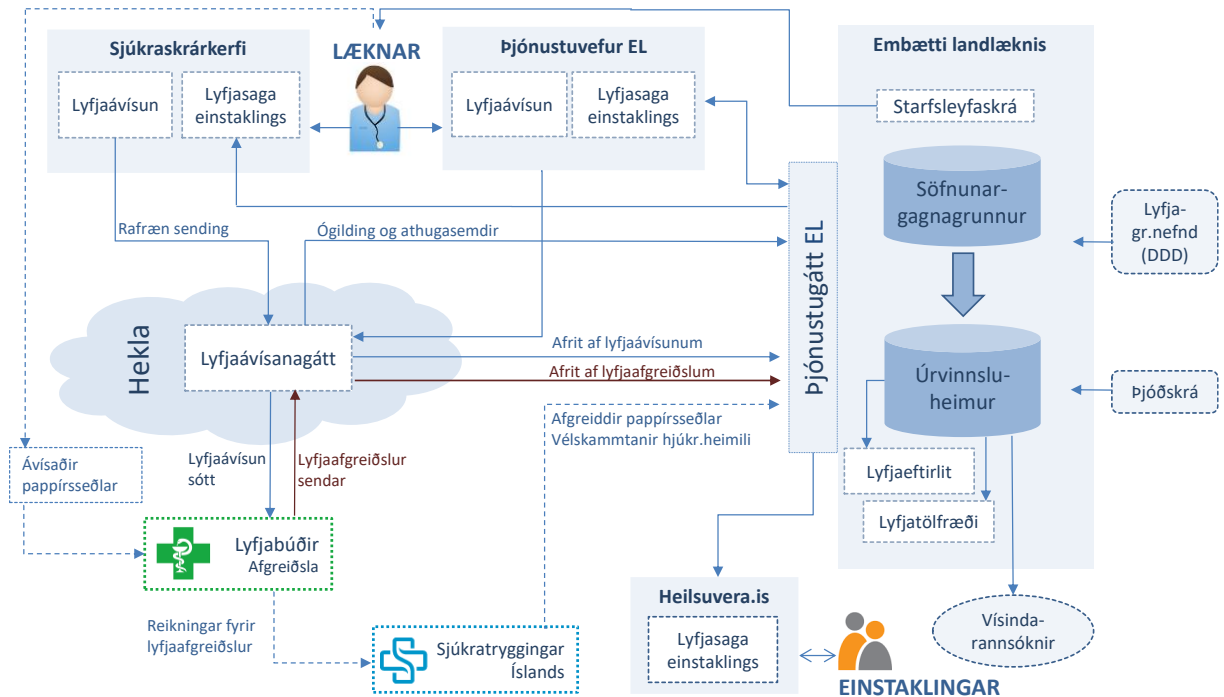 Sjúkraskrárkerfi
LÆKNAR
Þjónustuvefur EL
Embætti landlæknis
Lyfjaávísun
Lyfjasaga
einstaklings
Lyfjaávísun
Lyfjasaga
einstaklings
Starfsleyfaskrá
Söfnunar-
gagnagrunnur
Lyfja-
gr.nefnd
(DDD)
Rafræn sending
Ógilding og athugasemdir
Þjónustugátt EL
Hekla
Lyfjaávísanagátt
Afrit af lyfjaávísunum
Afrit af lyfjaafgreiðslum
Úrvinnslu-
heimur
Þjóðskrá
Afgreiddir pappírsseðlar
Vélskammtanir hjúkr.heimili
Ávísaðir
pappírsseðlar
Lyfjaávísun
sótt
Lyfjaafgreiðslur
sendar
Lyfjaeftirlit
Lyfjatölfræði
Lyfjabúðir
Afgreiðsla
Heilsuvera.is
Reikningar fyrir
lyfjaafgreiðslur
Sjúkratryggingar
Íslands
Lyfjasaga
einstaklings
Vísinda-
rannsóknir
EINSTAKLINGAR